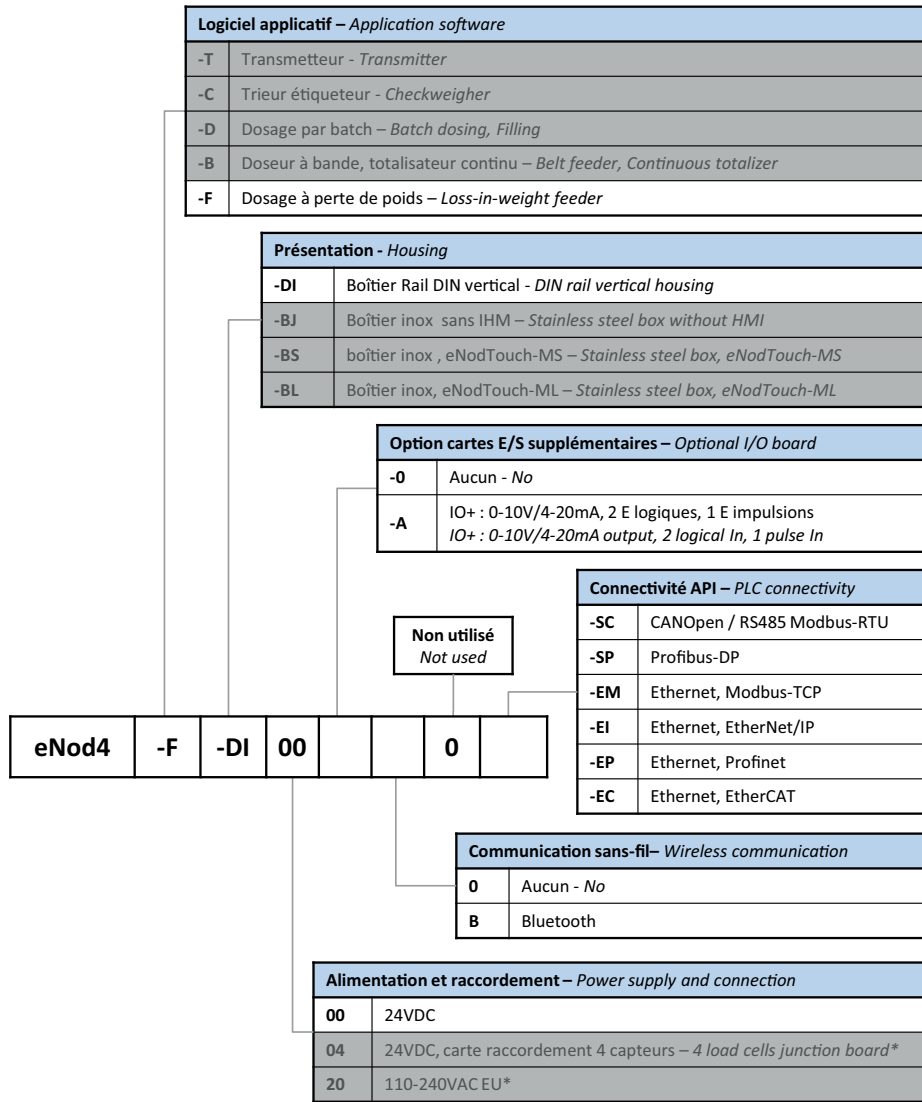 Logiciel applicatif – Application software
-T Transmetteur - Transmitter
-C Trieur étiqueteur - Checkweigher
-D Dosage par batch – Batch dosing, Filling
-B Doseur à bande, totalisateur continu – Belt feeder, Continuous totalizer
-F Dosage à perte de poids – Loss-in-weight feeder
Présentation - Housing
-DI Boîtier Rail DIN vertical - DIN rail vertical housing
-BJ Boîtier inox sans IHM – Stainless steel box without HMI
-BS boîtier inox , eNodTouch-MS – Stainless steel box, eNodTouch-MS
-BL Boîtier inox, eNodTouch-ML – Stainless steel box, eNodTouch-ML
Option cartes E/S supplémentaires – Optional I/O board
-0 Aucun - No
-A IO+ : 0-10V/4-20mA, 2 E logiques, 1 E impulsions
IO+ : 0-10V/4-20mA output, 2 logical In, 1 pulse In
Connectivité API – PLC connectivity
-SC CANOpen / RS485 Modbus-RTU
-SP Profibus-DP
-EM Ethernet, Modbus-TCP
-EI Ethernet, EtherNet/IP
-EP Ethernet, Profinet
-EC Ethernet, EtherCAT
Non utilisé
Not used
eNod4 -F -DI 00 0
Communication sans-fil– Wireless communication
0 Aucun - No
B Bluetooth
Alimentation et raccordement – Power supply and connection
00 24VDC
04 24VDC, carte raccordement 4 capteurs – 4 load cells junction board*
20 110-240VAC EU*